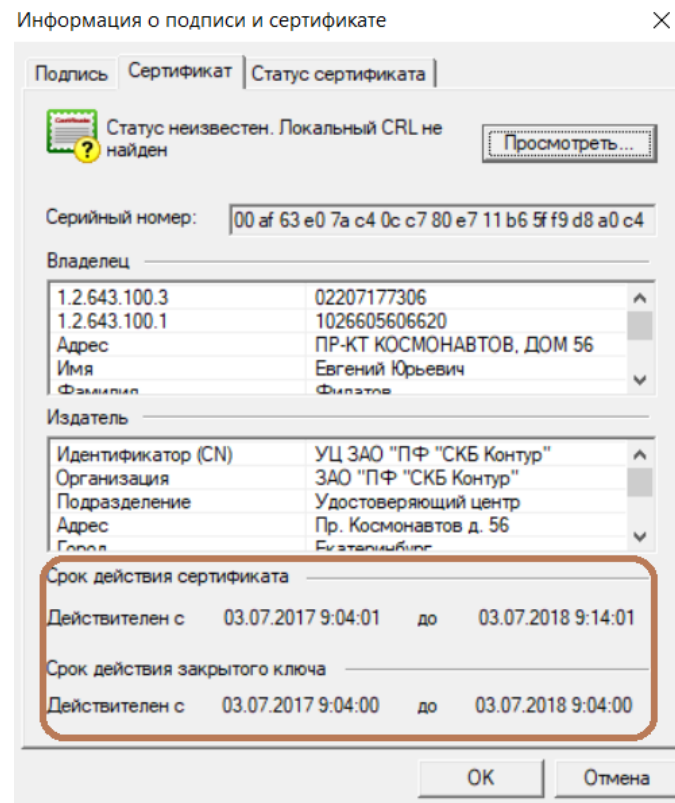 Информация о подписи и сертификате
Подпись Сертификат Статус сертификата
Статус неизвестен. Локальный CRL не
найден
Просмотреть...
Серийный номер: 00 af 63 e0 7a c4 0c c7 80 e7 11 b6 5f f9 d8 a0 c4
Владелец
1.2.643.100.3 02207177306
1.2.643.100.1 1026605606620
Адрес ПР-КТ КОСМОНАВТОВ, ДОМ 56
Имя Евгений Юрьевич
Фамилия Филатов
Издатель
Идентификатор (CN) УЦ ЗАО "ПФ "СКБ Контур"
Организация ЗАО "ПФ "СКБ Контур"
Подразделение Удостоверяющий центр
Адрес Пр. Космонавтов д. 56
Город Екатеринбург
Срок действия сертификата
Действителен с 03.07.2017 9:04:01 до 03.07.2018 9:14:01
Срок действия закрытого ключа
Действителен с 03.07.2017 9:04:00 до 03.07.2018 9:04:00
OK Отмена